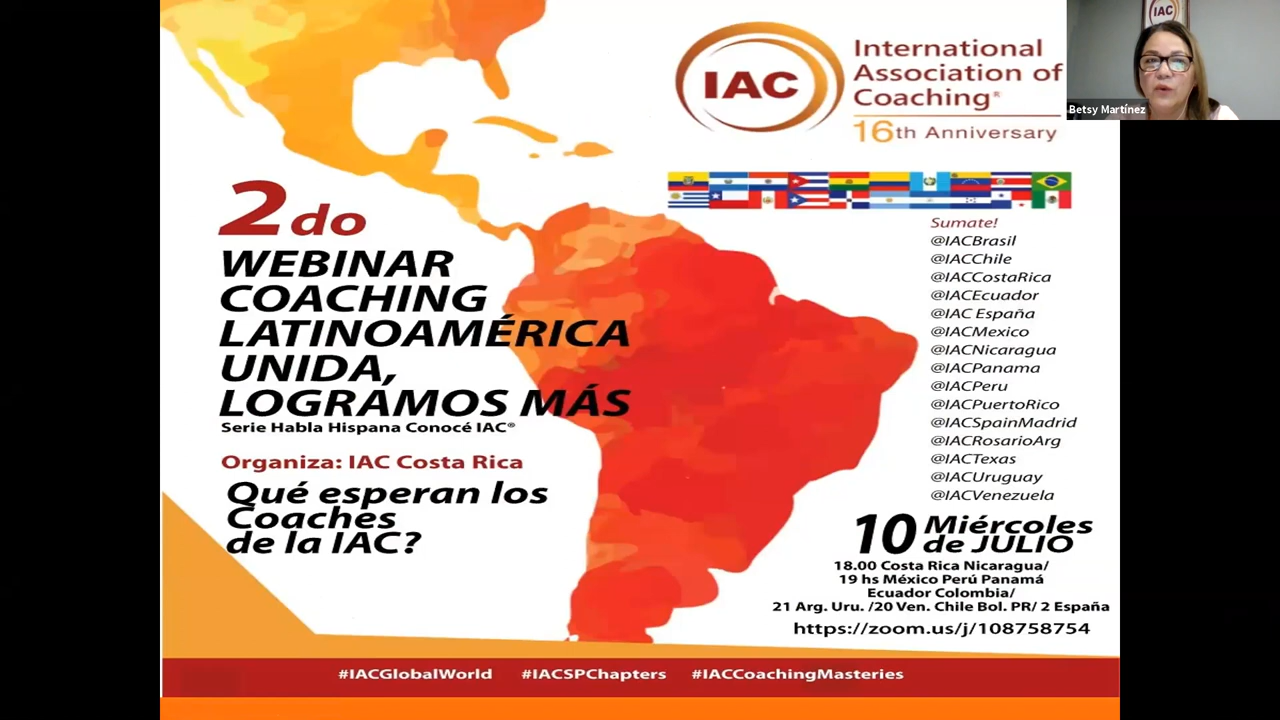 IAC
International
Association of
Coaching®
16th Anniversary
IAC
Betsy Martínez
2do
WEBINAR
COACHING
LATINOAMÉRICA
UNIDA,
LOGRAMOS MÁS
Serie Habla Hispana Conocé IAC®
Organiza: IAC Costa Rica
Qué esperan los
Coaches
de la IAC?
Sumate!
@IACBrasil
@IACChile
@IACCostaRica
@IACEcuador
@IAC España
@IACMexico
@IACNicaragua
@IACPanama
@IACPeru
@IACPuertoRico
@IACSpainMadrid
@IACRosarioArg
@IACTexas
@IACUruguay
@IACVenezuela
10 Miércoles
de JULIO
18.00 Costa Rica Nicaragua/
19 hs México Perú Panamá
Ecuador Colombia/
21 Arg. Uru. /20 Ven. Chile Bol. PR/ 2 España
https://zoom.us/j/108758754
#IACGlobalWorld #IACSPChapters #IACCoachingMasteries